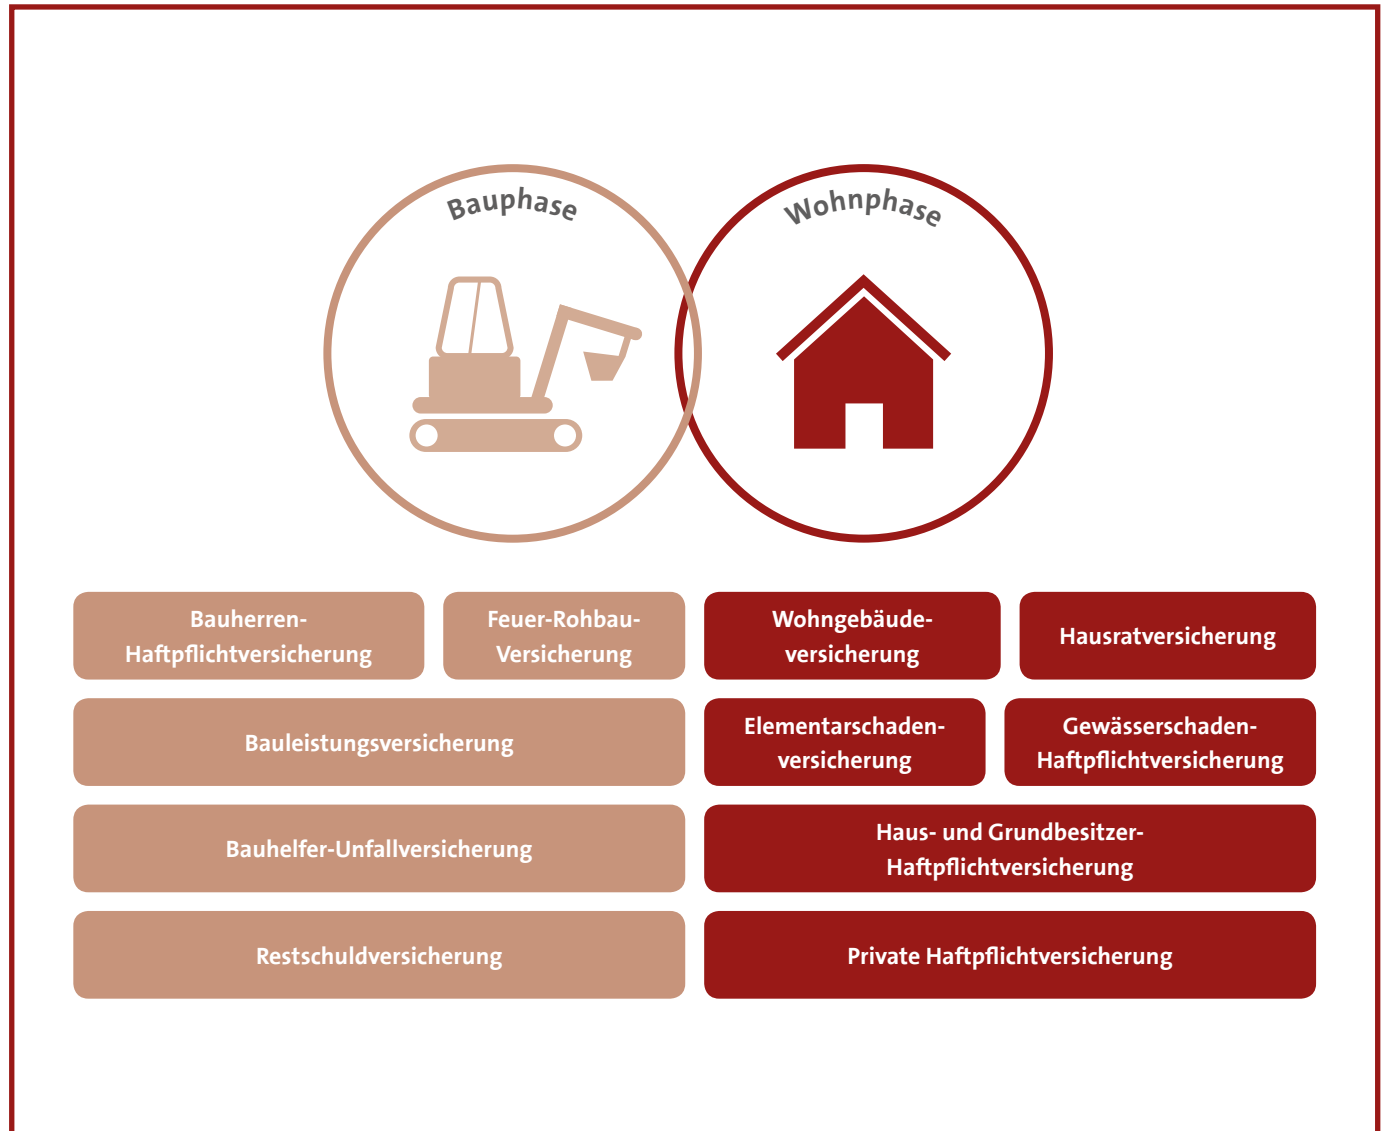 Bauphase
Wohnphase
Bauherren-
Haftpflichtversicherung
Feuer-Rohbau-
Versicherung
Wohngebäude-
versicherung
Hausratversicherung
Bauleistungsversicherung
Elementarschaden-
versicherung
Gewässerschaden-
Haftpflichtversicherung
Bauhelfer-Unfallversicherung
Haus- und Grundbesitzer-
Haftpflichtversicherung
Restschuldversicherung
Private Haftpflichtversicherung